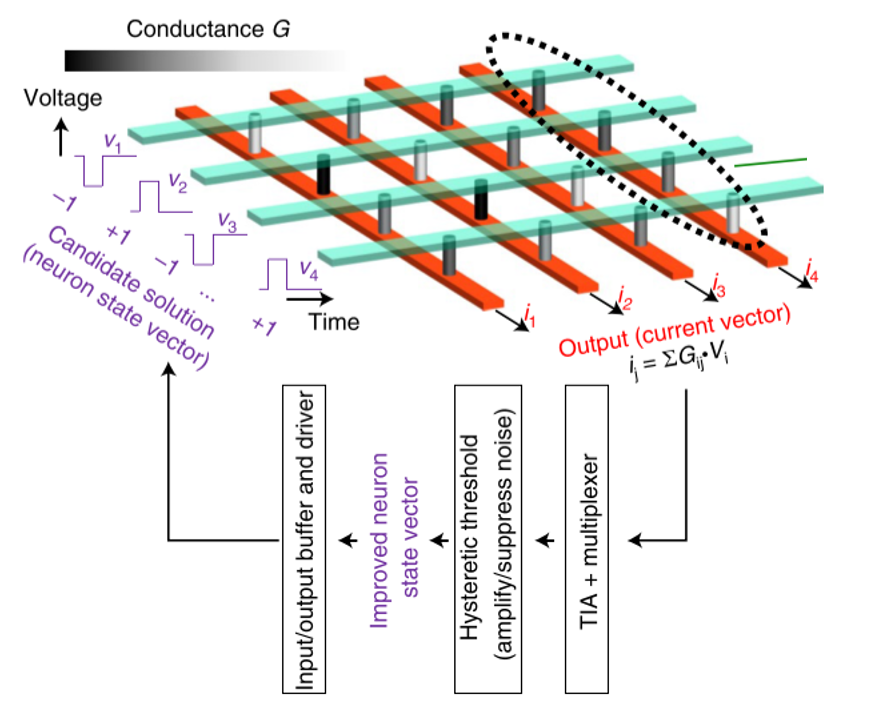 Conductance G
Voltage
v1
v2
v3
v4
−1
+1
−1
...
+1
Candidate solution
(neuron state vector)
Time
i1
i2
i3
i4
Output (current vector)
ij = ΣGij•Vi
Input/output buffer and driver
Improved neuron
state vector
Hysteretic threshold
(amplify/suppress noise)
TIA + multiplexer